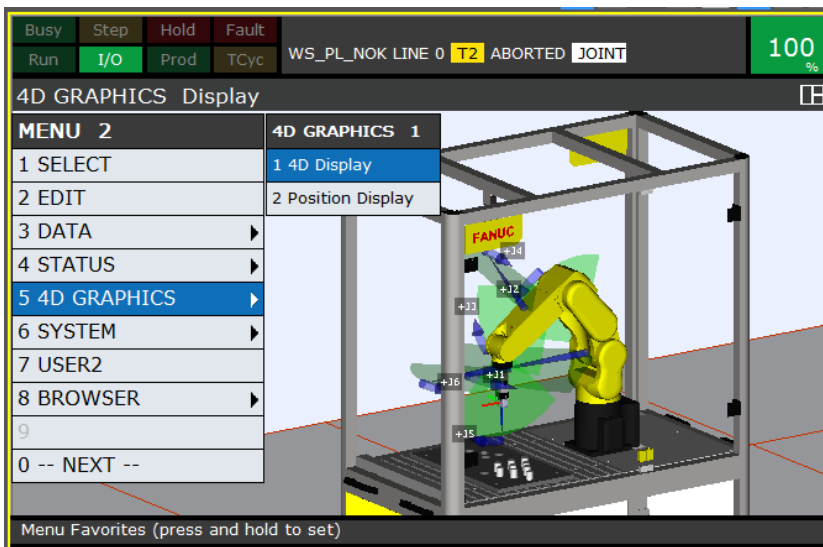 Busy Step Hold Fault
Run I/O Prod TCyc
WS_PL_NOK LINE 0 T2 ABORTED JOINT
100
%
4D GRAPHICS Display
MENU 2
1 SELECT
2 EDIT
3 DATA
4 STATUS
5 4D GRAPHICS
6 SYSTEM
7 USER2
8 BROWSER
9
0 -- NEXT --
4D GRAPHICS 1
1 4D Display
2 Position Display
FANUC
+J4
+J2
+J3
+J1
+J6
+J5
Menu Favorites (press and hold to set)